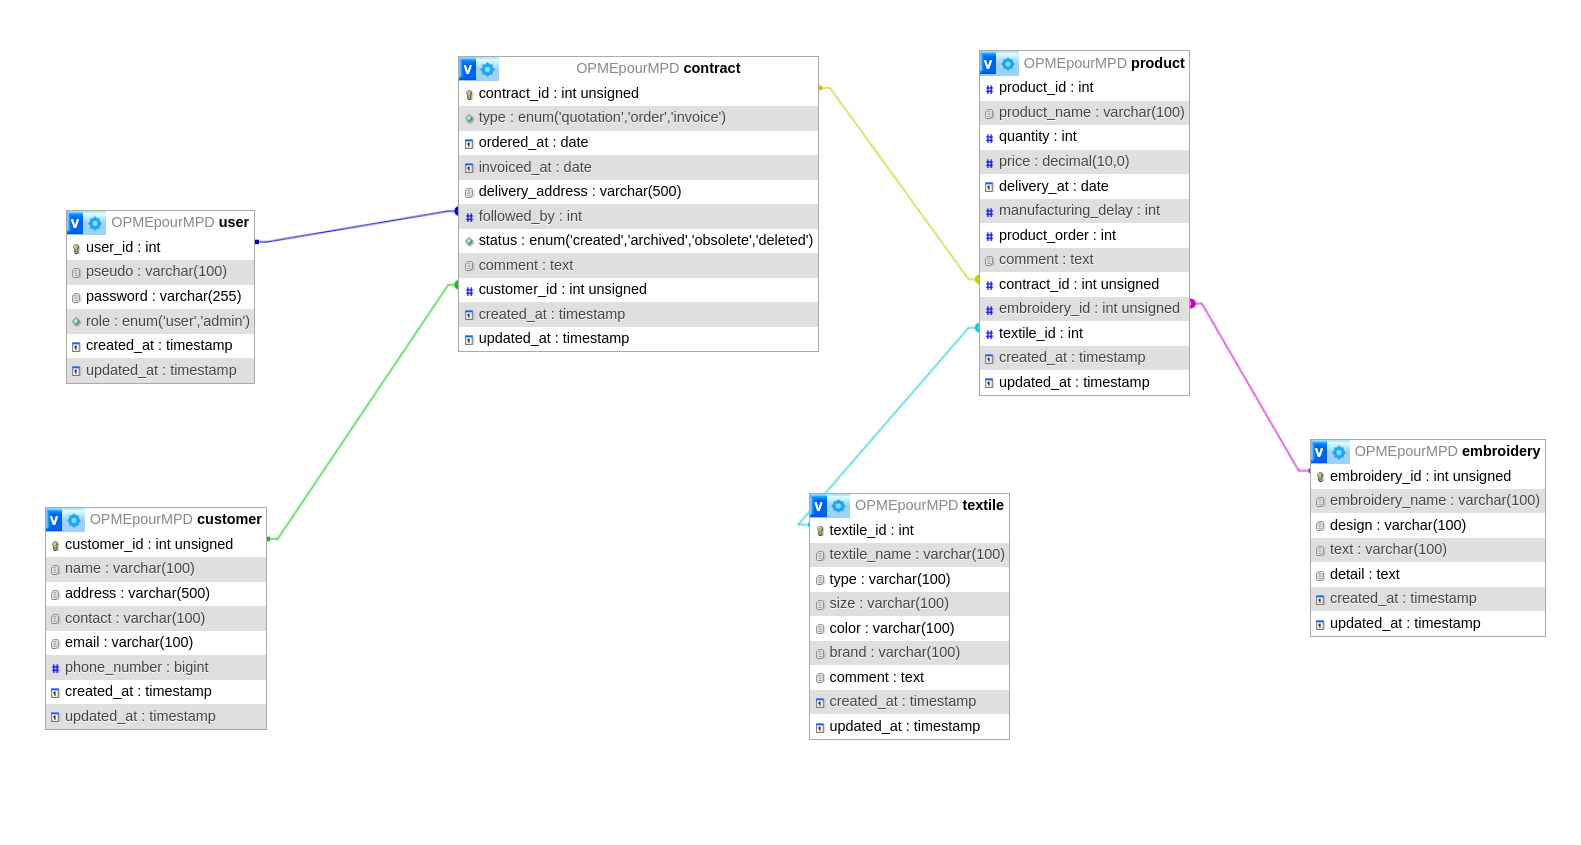 OPMEpourMPD user
user_id : int
pseudo : varchar(100)
password : varchar(255)
role : enum('user','admin')
created_at : timestamp
updated_at : timestamp
OPMEpourMPD customer
customer_id : int unsigned
name : varchar(100)
address : varchar(500)
contact : varchar(100)
email : varchar(100)
phone_number : bigint
created_at : timestamp
updated_at : timestamp
OPMEpourMPD contract
contract_id : int unsigned
type : enum('quotation','order','invoice')
ordered_at : date
invoiced_at : date
delivery_address : varchar(500)
followed_by : int
status : enum('created','archived','obsolete','deleted')
comment : text
customer_id : int unsigned
created_at : timestamp
updated_at : timestamp
OPMEpourMPD product
product_id : int
product_name : varchar(100)
quantity : int
price : decimal(10,0)
delivery_at : date
manufacturing_delay : int
product_order : int
comment : text
contract_id : int unsigned
embroidery_id : int unsigned
textile_id : int
created_at : timestamp
updated_at : timestamp
OPMEpourMPD textile
textile_id : int
textile_name : varchar(100)
type : varchar(100)
size : varchar(100)
color : varchar(100)
brand : varchar(100)
comment : text
created_at : timestamp
updated_at : timestamp
OPMEpourMPD embroidery
embroidery_id : int unsigned
embroidery_name : varchar(100)
design : varchar(100)
text : varchar(100)
detail : text
created_at : timestamp
updated_at : timestamp